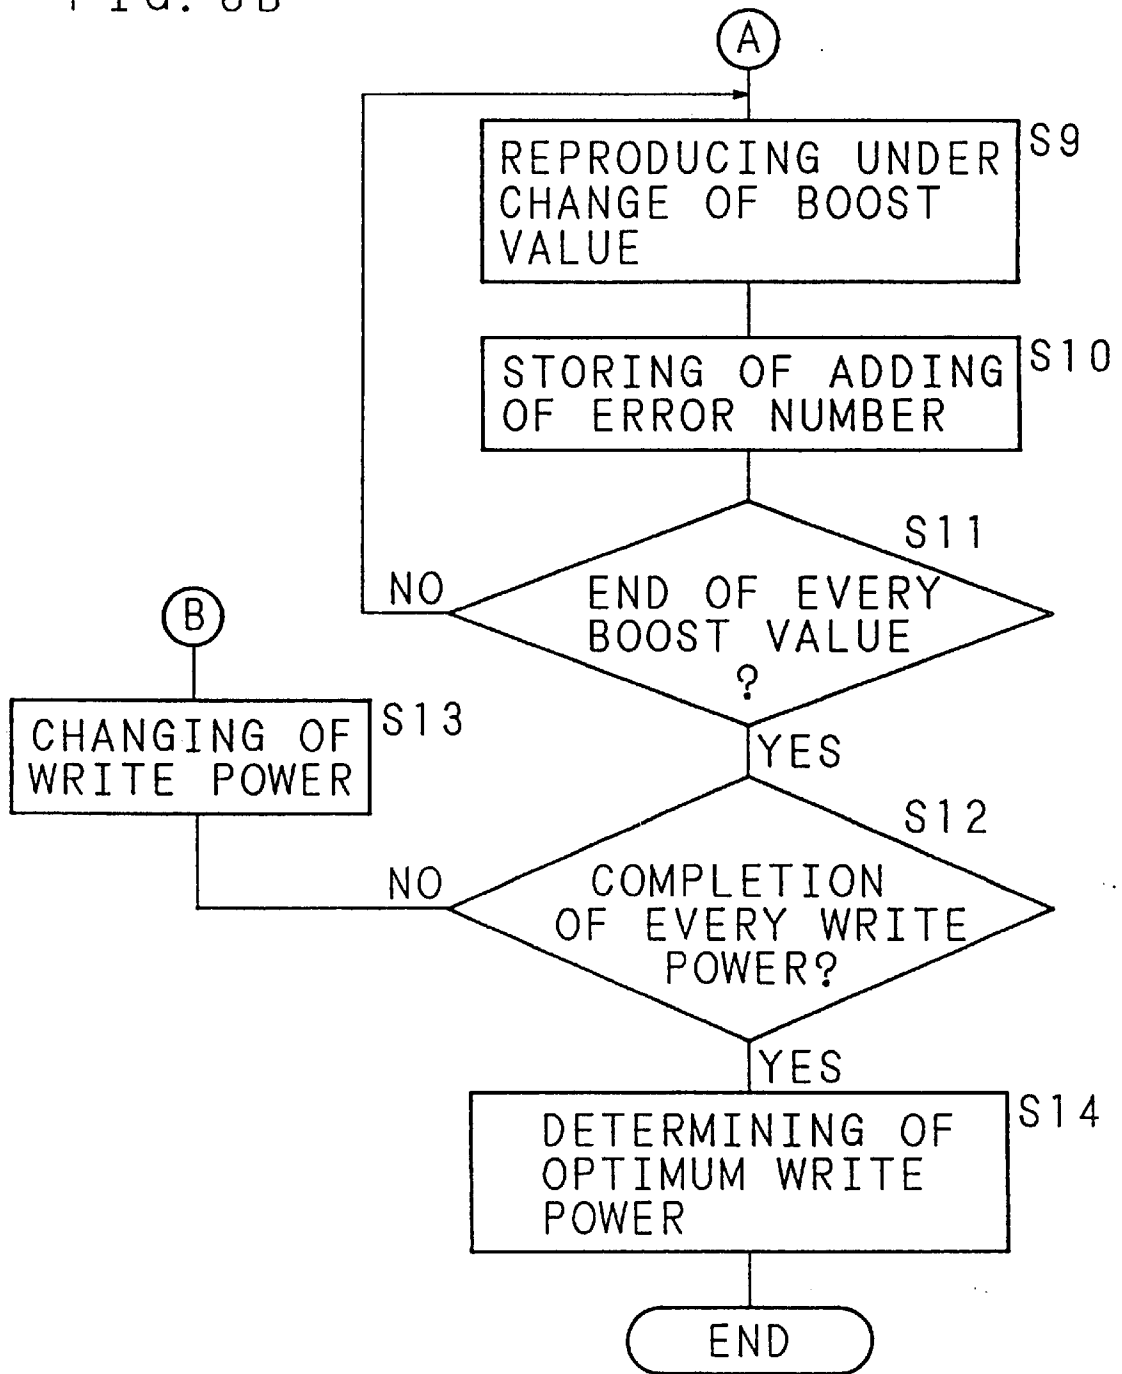 A
REPRODUCING UNDER
CHANGE OF BOOST
VALUE
S9
STORING OF ADDING
OF ERROR NUMBER
S10
S11
END OF EVERY
BOOST VALUE
?
NO
YES
B
CHANGING OF
WRITE POWER
S13
S12
COMPLETION
OF EVERY WRITE
POWER?
NO
YES
DETERMINING OF
OPTIMUM WRITE
POWER
S14
END